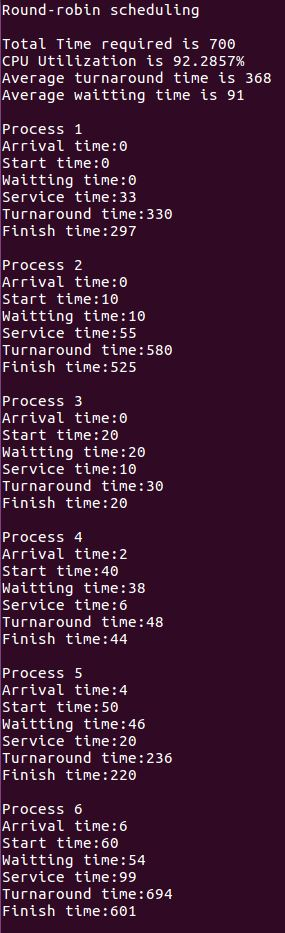 Round-robin scheduling
Total Time required is 700
CPU Utilization is 92.2857%
Average turnaround time is 368
Average waitting time is 91
Process 1
Arrival time:0
Start time:0
Waitting time:0
Service time:33
Turnaround time:330
Finish time:297
Process 2
Arrival time:0
Start time:10
Waitting time:10
Service time:55
Turnaround time:580
Finish time:525
Process 3
Arrival time:0
Start time:20
Waitting time:20
Service time:10
Turnaround time:30
Finish time:20
Process 4
Arrival time:2
Start time:40
Waitting time:38
Service time:6
Turnaround time:48
Finish time:44
Process 5
Arrival time:4
Start time:50
Waitting time:46
Service time:20
Turnaround time:236
Finish time:220
Process 6
Arrival time:6
Start time:60
Waitting time:54
Service time:99
Turnaround time:694
Finish time:601